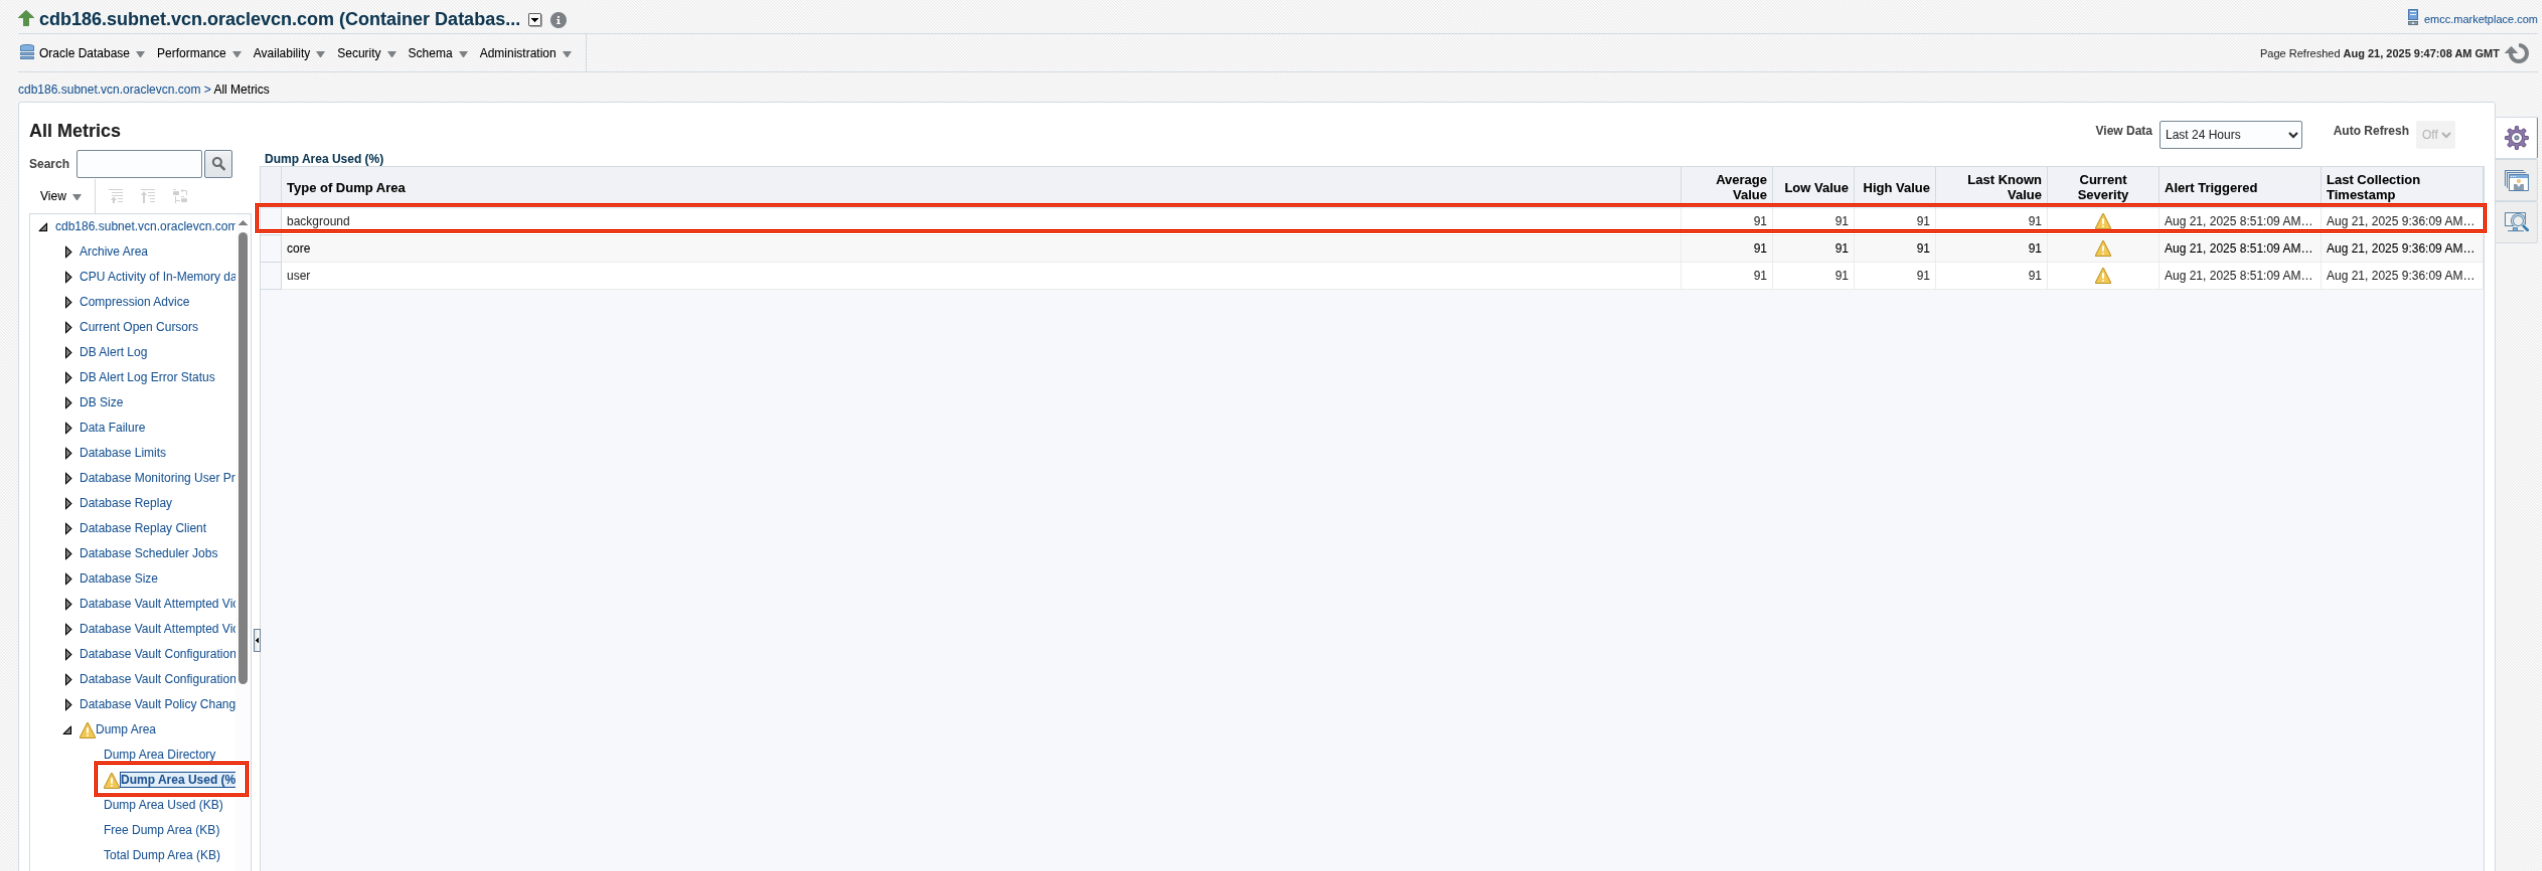 cdb186.subnet.vcn.oraclevcn.com (Container Databas...
emcc.marketplace.com
Oracle Database Performance Availability Security Schema Administration
Page Refreshed Aug 21, 2025 9:47:08 AM GMT
cdb186.subnet.vcn.oraclevcn.com > All Metrics
All Metrics
View Data Last 24 Hours Auto Refresh Off
Search
View
cdb186.subnet.vcn.oraclevcn.com
Archive Area
CPU Activity of In-Memory da
Compression Advice
Current Open Cursors
DB Alert Log
DB Alert Log Error Status
DB Size
Data Failure
Database Limits
Database Monitoring User Pr
Database Replay
Database Replay Client
Database Scheduler Jobs
Database Size
Database Vault Attempted Vio
Database Vault Attempted Vio
Database Vault Configuration
Database Vault Configuration
Database Vault Policy Chang
Dump Area
Dump Area Directory
Dump Area Used (%
Dump Area Used (KB)
Free Dump Area (KB)
Total Dump Area (KB)
Dump Area Used (%)
Type of Dump Area Average Value Low Value High Value Last Known Value Current Severity Alert Triggered Last Collection Timestamp
background 91 91 91 91 Aug 21, 2025 8:51:09 AM... Aug 21, 2025 9:36:09 AM...
core 91 91 91 91 Aug 21, 2025 8:51:09 AM... Aug 21, 2025 9:36:09 AM...
user 91 91 91 91 Aug 21, 2025 8:51:09 AM... Aug 21, 2025 9:36:09 AM...